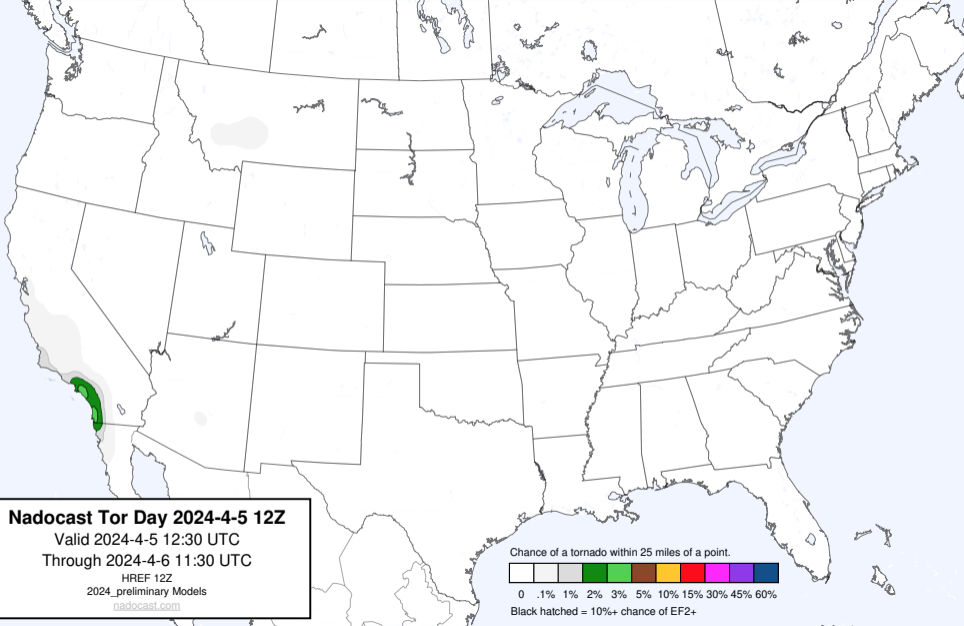 Nadocast Tor Day 2024-4-5 12Z
Valid 2024-4-5 12:30 UTC
Through 2024-4-6 11:30 UTC
HREF 12Z
2024_preliminary Models
nadocast.com
Chance of a tornado within 25 miles of a point.
0 .1% 1% 2% 3% 5% 10% 15% 30% 45% 60%
Black hatched = 10%+ chance of EF2+